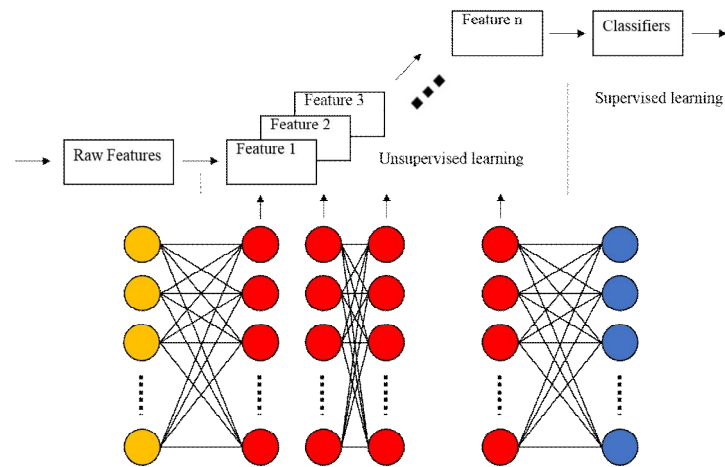 Feature n
Classifiers
Feature 3
Supervised learning
Feature 2
Feature 1
Raw Features
Unsupervised learning